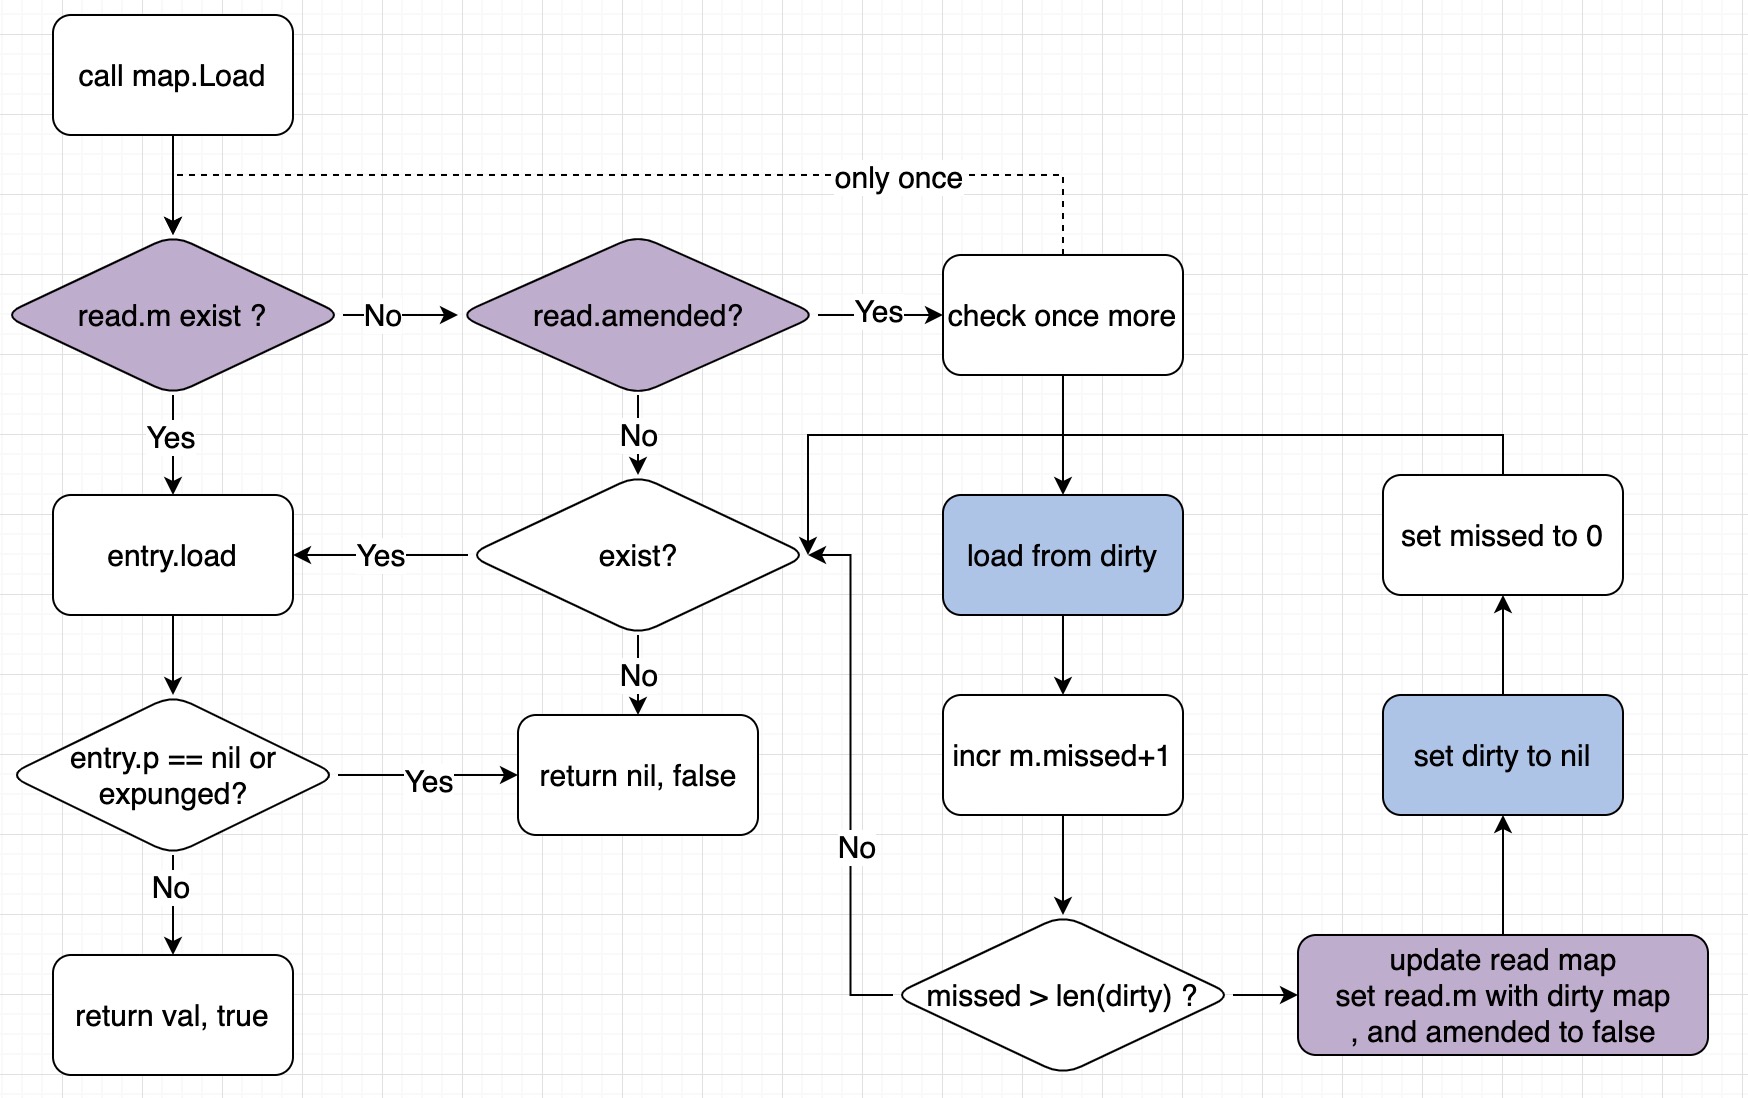 call map.Load
only once
read.m exist ?
No
read.amended?
Yes
check once more
Yes
No
entry.load
Yes
exist?
load from dirty
set missed to 0
No
entry.p == nil or
expunged?
Yes
return nil, false
incr m.missed+1
set dirty to nil
No
No
return val, true
missed > len(dirty) ?
update read map
set read.m with dirty map
, and amended to false